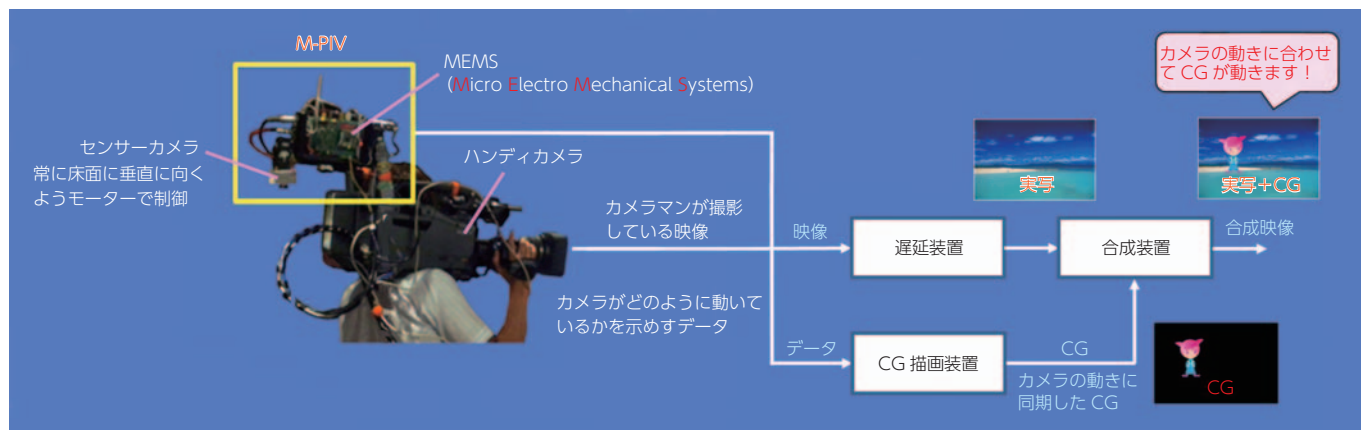 M-PIV
MEMS
(Micro Electro Mechanical Systems)
センサーカメラ
常に床面に垂直に向く
ようモーターで制御
ハンディカメラ
カメラマンが撮影
している映像
カメラがどのように動いて
いるかを示めすデータ
映像
データ
遅延装置
CG 描画装置
CG
カメラの動きに
同期した CG
合成装置
合成映像
実写
実写+CG
カメラの動きに合わせ
て CG が動きます！
CG